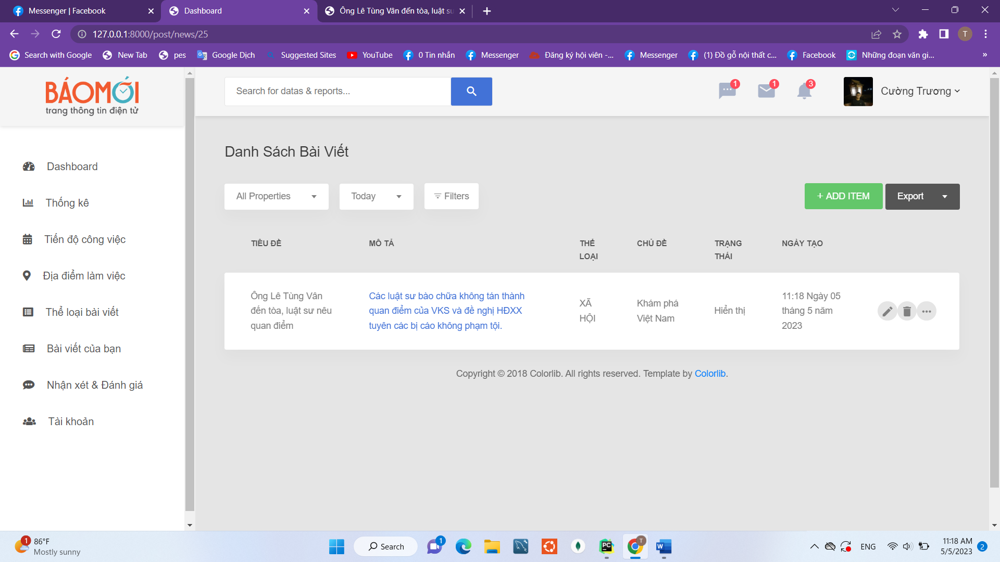 Messenger | Facebook
Dashboard
Ông Lê Tùng Vân đến tòa, luật sư
127.0.0.1:8000/post/news/25
T
Search with Google
New Tab
pes
Google Dịch
Suggested Sites
YouTube
0 Tin nhắn
Messenger
Đăng ký hội viên -...
Messenger
(1) Đồ gỗ nội thất c...
Facebook
Những đoạn văn gi...
»
BÁOMỚI
trang thông tin điện tử
Search for datas & reports...
1
1
3
Cường Trương
Dashboard
Thống kê
Tiến độ công việc
Địa điểm làm việc
Thể loại bài viết
Bài viết của bạn
Nhận xét & Đánh giá
Tài khoản
Danh Sách Bài Viết
All Properties
Today
Filters
+ ADD ITEM
Export
TIÊU ĐỀ
MÔ TẢ
THỂ
LOẠI
CHỦ ĐỀ
TRẠNG
THÁI
NGÀY TẠO
Ông Lê Tùng Vân
đến tòa, luật sư nêu
quan điểm
Các luật sư bào chữa không tán thành
quan điểm của VKS và đề nghị HĐXX
tuyên các bị cáo không phạm tội.
XÃ
HỘI
Khám phá
Việt Nam
Hiển thị
11:18 Ngày 05
tháng 5 năm
2023
Copyright © 2018 Colorlib. All rights reserved. Template by Colorlib.
1
86°F
Mostly sunny
Search
1
PC
T
W
ENG
11:18 AM
5/5/2023
2